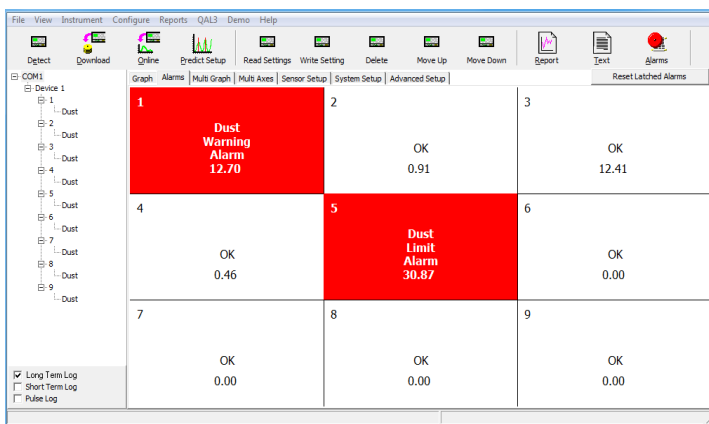 File View Instrument Configure Reports QAL3 Demo Help
Detect Download Online Predict Setup Read Settings Write Setting Delete Move Up Move Down Report Text Alarms
COM1
Device 1
1
Dust
2
Dust
3
Dust
4
Dust
5
Dust
6
Dust
7
Dust
8
Dust
9
Dust
Long Term Log
Short Term Log
Pulse Log
Graph Alarms Multi Graph Multi Axes Sensor Setup System Setup Advanced Setup Reset Latched Alarms
1
Dust
Warning
Alarm
12.70
2
OK
0.91
3
OK
12.41
4
OK
0.46
5
Dust
Limit
Alarm
30.87
6
OK
0.00
7
OK
0.00
8
OK
0.00
9
OK
0.00